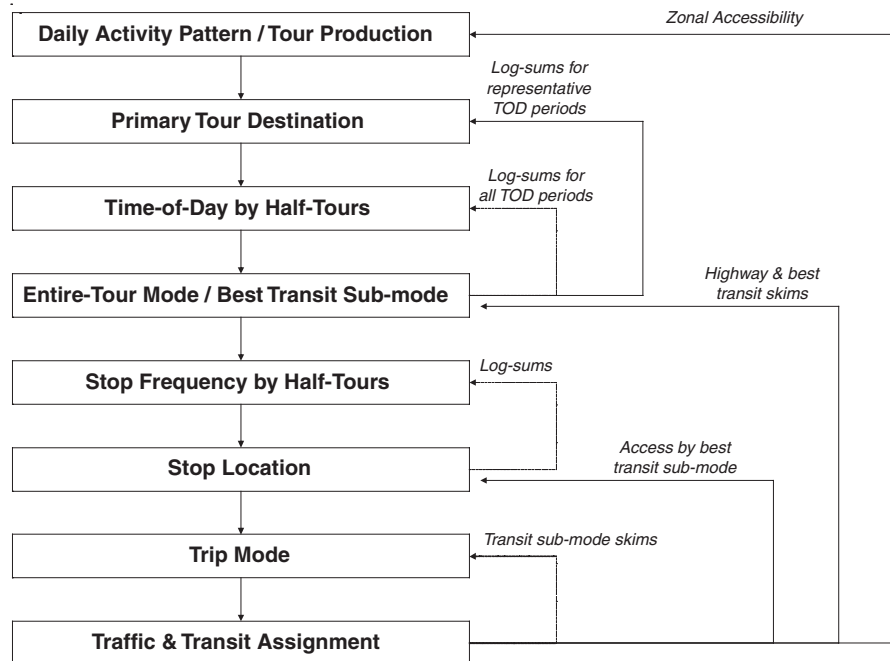 Zonal Accessibility
Daily Activity Pattern / Tour Production
Log-sums for
representative
TOD periods
Primary Tour Destination
Log-sums for
all TOD periods
Time-of-Day by Half-Tours
Highway & best
transit skims
Entire-Tour Mode / Best Transit Sub-mode
Log-sums
Stop Frequency by Half-Tours
Access by best
transit sub-mode
Stop Location
Transit sub-mode skims
Trip Mode
Traffic & Transit Assignment